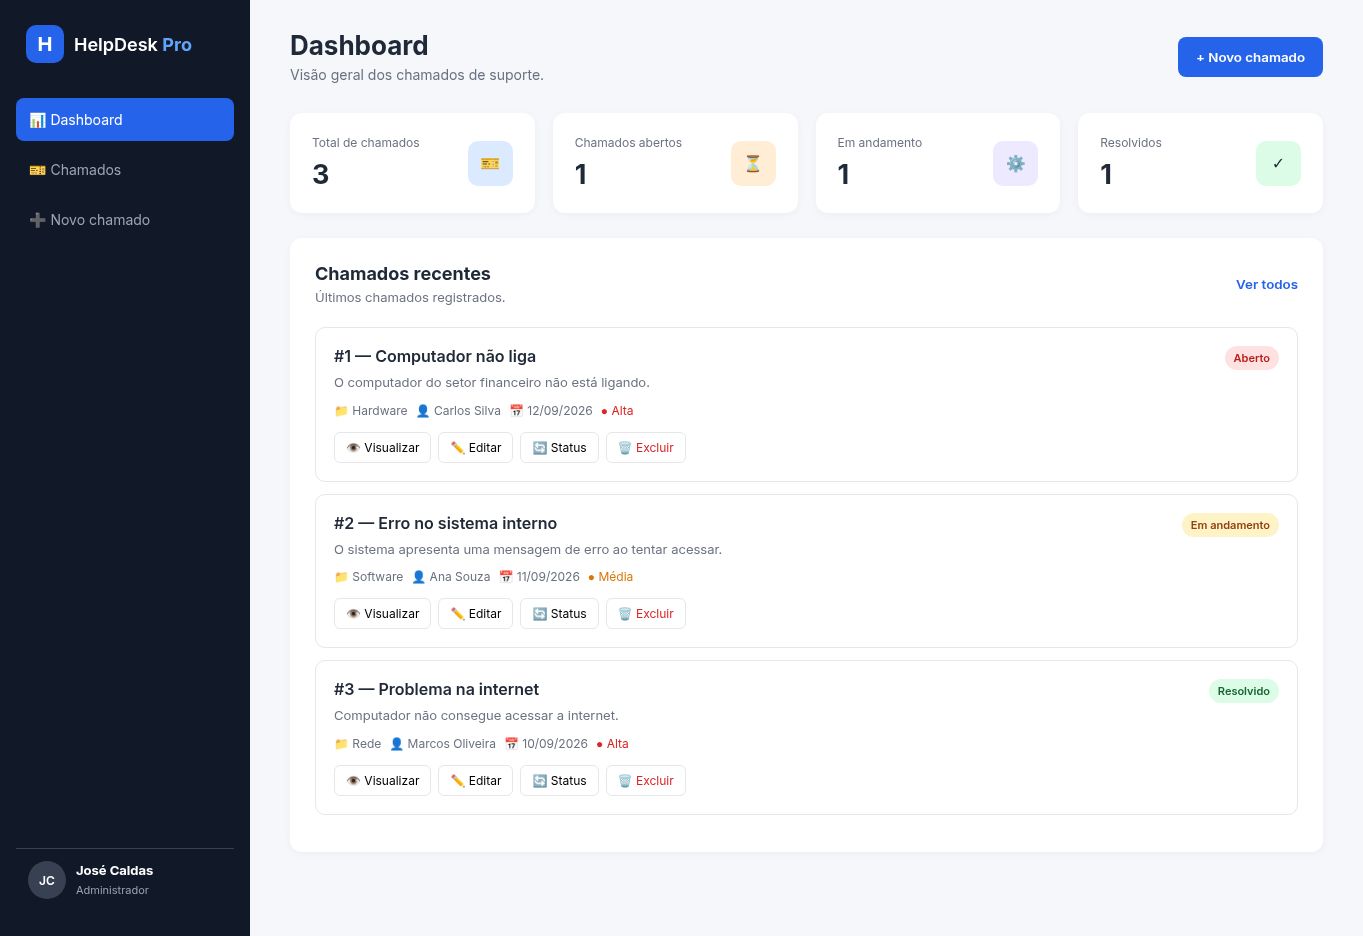 H HelpDesk Pro
📊 Dashboard
🎫 Chamados
➕ Novo chamado
JC
José Caldas
Administrador
Dashboard
Visão geral dos chamados de suporte.
+ Novo chamado
Total de chamados
3
Chamados abertos
1
Em andamento
1
Resolvidos
1
✓
Chamados recentes
Últimos chamados registrados.
Ver todos
#1 — Computador não liga
Aberto
O computador do setor financeiro não está ligando.
📁 Hardware 👤 Carlos Silva 📅 12/09/2026 ● Alta
👁️ Visualizar ✏️ Editar 🔄 Status 🗑️ Excluir
#2 — Erro no sistema interno
Em andamento
O sistema apresenta uma mensagem de erro ao tentar acessar.
📁 Software 👤 Ana Souza 📅 11/09/2026 ● Média
👁️ Visualizar ✏️ Editar 🔄 Status 🗑️ Excluir
#3 — Problema na internet
Resolvido
Computador não consegue acessar a internet.
📁 Rede 👤 Marcos Oliveira 📅 10/09/2026 ● Alta
👁️ Visualizar ✏️ Editar 🔄 Status 🗑️ Excluir